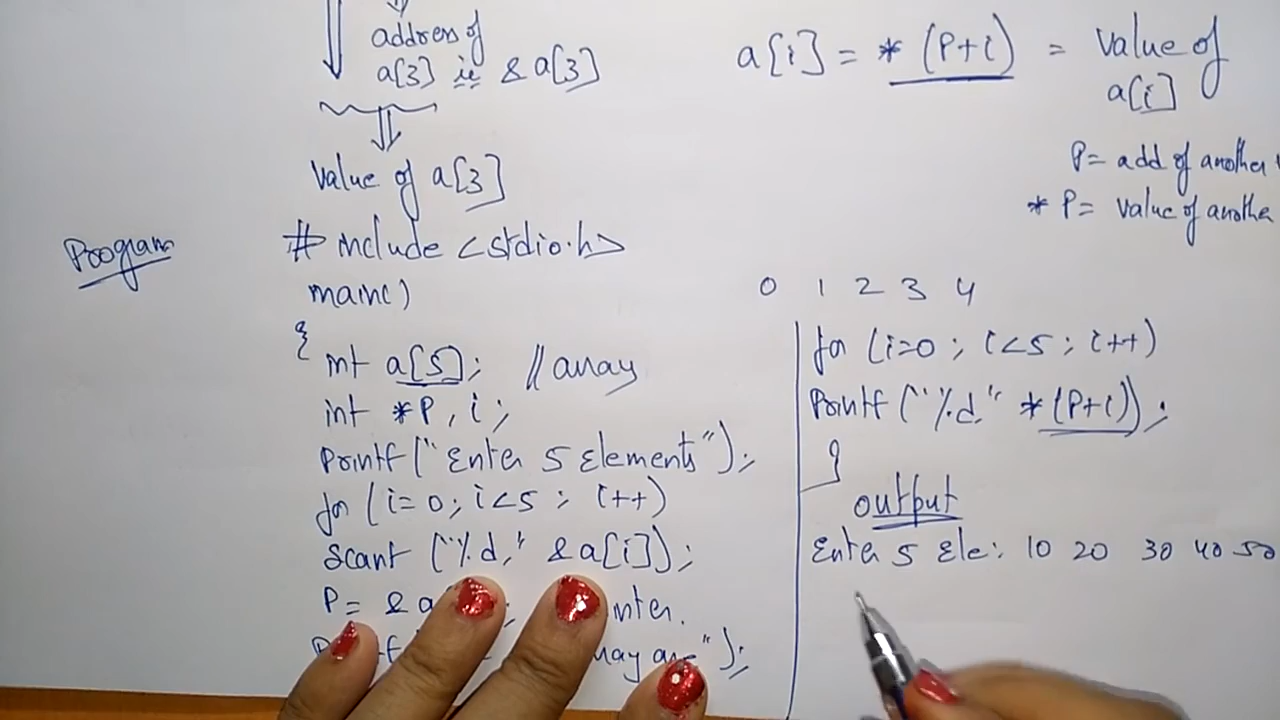 address of
a[3] ie & a[3]
Value of a[3]
Program
# include <stdio.h>
main()
{
int a[5]; // array
int *P, i;
Printf("Enter 5 Elements");
for (i=0; i<5; i++)
Scanf ("%d," &a[i]);
P= & a
array are");
a[i] = * (P+i) = Value of
a[i]
P= add of another
* P= Value of another
0 1 2 3 4
for (i=0; i<5; i++)
Printf("%d," *(P+i));
}
output
Enter 5 Ele: 10 20 30 40 50